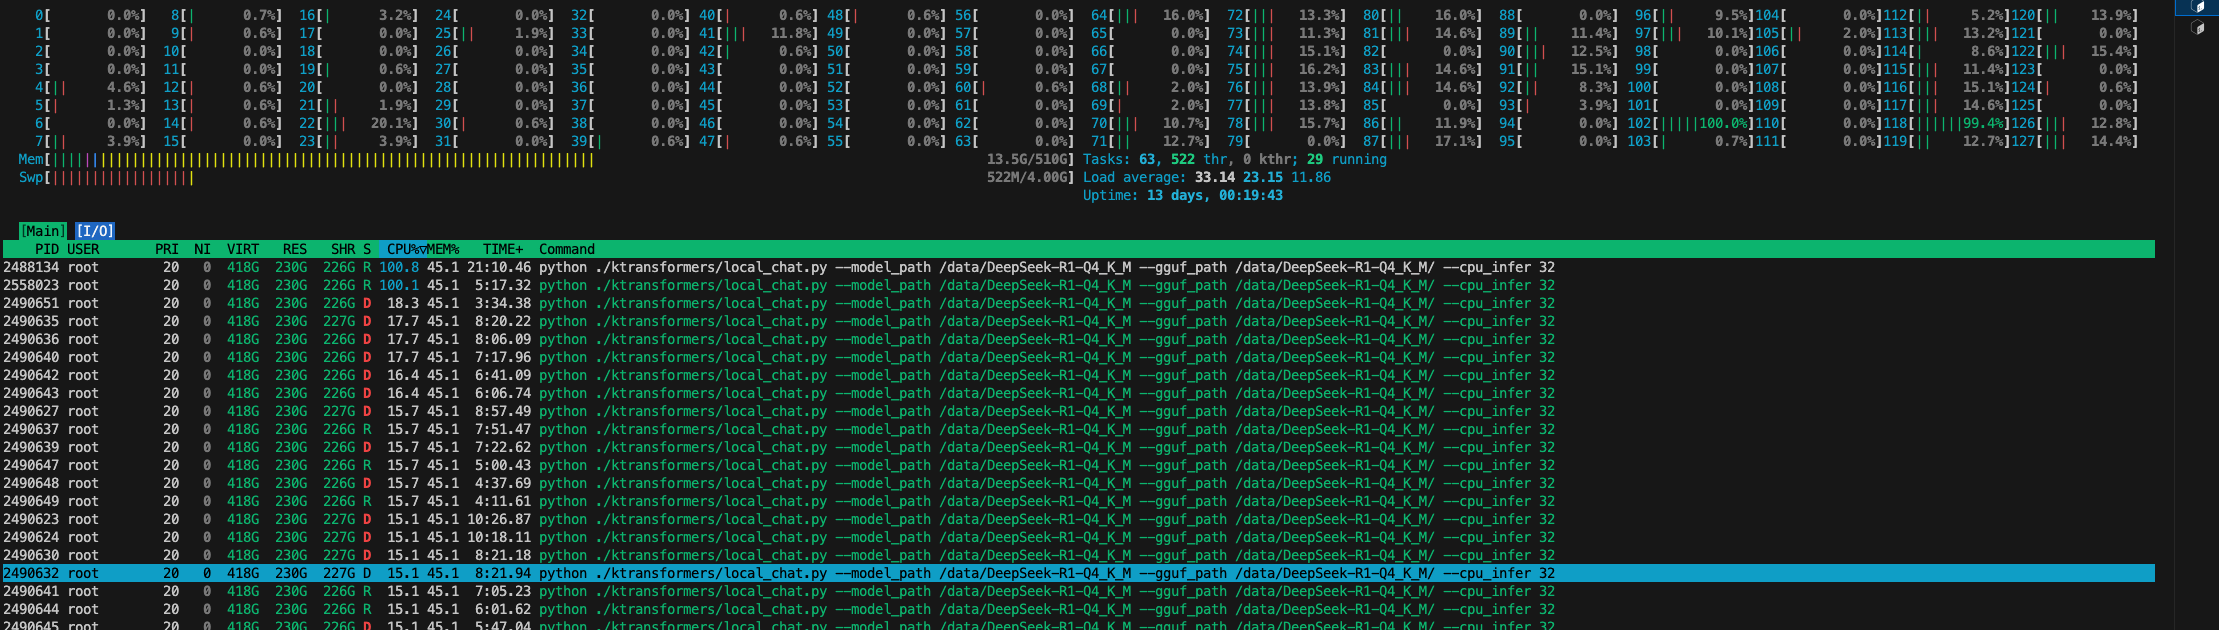 0[ 0.0%] 8[| 0.7%] 16[| 3.2%] 24[ 0.0%] 32[ 0.0%] 40[| 0.6%] 48[| 0.6%] 56[ 0.0%] 64[||| 16.0%] 72[||| 13.3%] 80[|| 16.0%] 88[ 0.0%] 96[|| 9.5%]104[ 0.0%]112[|| 5.2%]120[|| 13.9%]
1[ 0.0%] 9[| 0.6%] 17[ 0.0%] 25[|| 1.9%] 33[ 0.0%] 41[||| 11.8%] 49[ 0.0%] 57[ 0.0%] 65[ 0.0%] 73[||| 11.3%] 81[||| 14.6%] 89[|| 11.4%] 97[||| 10.1%]105[|| 2.0%]113[||| 13.2%]121[ 0.0%]
2[ 0.0%] 10[ 0.0%] 18[ 0.0%] 26[ 0.0%] 34[ 0.0%] 42[| 0.6%] 50[ 0.0%] 58[ 0.0%] 66[ 0.0%] 74[||| 15.1%] 82[ 0.0%] 90[||| 12.5%] 98[ 0.0%]106[ 0.0%]114[| 8.6%]122[||| 15.4%]
3[ 0.0%] 11[ 0.0%] 19[| 0.6%] 27[ 0.0%] 35[ 0.0%] 43[ 0.0%] 51[ 0.0%] 59[ 0.0%] 67[ 0.0%] 75[||| 16.2%] 83[||| 14.6%] 91[|| 15.1%] 99[ 0.0%]107[ 0.0%]115[||| 11.4%]123[ 0.0%]
4[|| 4.6%] 12[| 0.6%] 20[ 0.0%] 28[ 0.0%] 36[ 0.0%] 44[ 0.0%] 52[ 0.0%] 60[| 0.6%] 68[|| 2.0%] 76[||| 13.9%] 84[||| 14.6%] 92[|| 8.3%] 100[ 0.0%]108[ 0.0%]116[||| 15.1%]124[| 0.6%]
5[| 1.3%] 13[| 0.6%] 21[|| 1.9%] 29[ 0.0%] 37[ 0.0%] 45[ 0.0%] 53[ 0.0%] 61[ 0.0%] 69[| 2.0%] 77[||| 13.8%] 85[ 0.0%] 93[| 3.9%] 101[ 0.0%]109[ 0.0%]117[||| 14.6%]125[ 0.0%]
6[ 0.0%] 14[| 0.6%] 22[||| 20.1%] 30[| 0.6%] 38[ 0.0%] 46[ 0.0%] 54[ 0.0%] 62[ 0.0%] 70[||| 10.7%] 78[||| 15.7%] 86[|| 11.9%] 94[ 0.0%] 102[|||||100.0%]110[ 0.0%]118[||||||99.4%]126[||| 12.8%]
7[|| 3.9%] 15[ 0.0%] 23[|| 3.9%] 31[ 0.0%] 39[| 0.0%] 47[| 0.6%] 55[ 0.0%] 63[ 0.0%] 71[|| 12.7%] 79[ 0.0%] 87[||| 17.1%] 95[ 0.0%] 103[| 0.7%]111[ 0.0%]119[|| 12.7%]127[||| 14.4%]
Mem[ 13.5G/510G] Tasks: 63, 522 thr, 0 kthr; 29 running
Swp[ 522M/4.00G] Load average: 33.14 23.15 11.86
Uptime: 13 days, 00:19:43
[Main] [I/O]
PID USER PRI NI VIRT RES SHR S CPU%▽MEM% TIME+ Command
2488134 root 20 0 418G 230G 226G R 100.8 45.1 21:10.46 python ./ktransformers/local_chat.py --model_path /data/DeepSeek-R1-Q4_K_M --gguf_path /data/DeepSeek-R1-Q4_K_M/ --cpu_infer 32
2558023 root 20 0 418G 230G 226G R 100.1 45.1 5:17.32 python ./ktransformers/local_chat.py --model_path /data/DeepSeek-R1-Q4_K_M --gguf_path /data/DeepSeek-R1-Q4_K_M/ --cpu_infer 32
2490651 root 20 0 418G 230G 226G D 18.3 45.1 3:34.38 python ./ktransformers/local_chat.py --model_path /data/DeepSeek-R1-Q4_K_M --gguf_path /data/DeepSeek-R1-Q4_K_M/ --cpu_infer 32
2490635 root 20 0 418G 230G 227G D 17.7 45.1 8:20.22 python ./ktransformers/local_chat.py --model_path /data/DeepSeek-R1-Q4_K_M --gguf_path /data/DeepSeek-R1-Q4_K_M/ --cpu_infer 32
2490636 root 20 0 418G 230G 226G D 17.7 45.1 8:06.09 python ./ktransformers/local_chat.py --model_path /data/DeepSeek-R1-Q4_K_M --gguf_path /data/DeepSeek-R1-Q4_K_M/ --cpu_infer 32
2490640 root 20 0 418G 230G 226G D 17.7 45.1 7:17.96 python ./ktransformers/local_chat.py --model_path /data/DeepSeek-R1-Q4_K_M --gguf_path /data/DeepSeek-R1-Q4_K_M/ --cpu_infer 32
2490642 root 20 0 418G 230G 226G D 16.4 45.1 6:41.09 python ./ktransformers/local_chat.py --model_path /data/DeepSeek-R1-Q4_K_M --gguf_path /data/DeepSeek-R1-Q4_K_M/ --cpu_infer 32
2490643 root 20 0 418G 230G 226G D 16.4 45.1 6:06.74 python ./ktransformers/local_chat.py --model_path /data/DeepSeek-R1-Q4_K_M --gguf_path /data/DeepSeek-R1-Q4_K_M/ --cpu_infer 32
2490627 root 20 0 418G 230G 227G D 15.7 45.1 8:57.49 python ./ktransformers/local_chat.py --model_path /data/DeepSeek-R1-Q4_K_M --gguf_path /data/DeepSeek-R1-Q4_K_M/ --cpu_infer 32
2490637 root 20 0 418G 230G 226G R 15.7 45.1 7:51.47 python ./ktransformers/local_chat.py --model_path /data/DeepSeek-R1-Q4_K_M --gguf_path /data/DeepSeek-R1-Q4_K_M/ --cpu_infer 32
2490639 root 20 0 418G 230G 226G D 15.7 45.1 7:22.62 python ./ktransformers/local_chat.py --model_path /data/DeepSeek-R1-Q4_K_M --gguf_path /data/DeepSeek-R1-Q4_K_M/ --cpu_infer 32
2490647 root 20 0 418G 230G 226G R 15.7 45.1 5:00.43 python ./ktransformers/local_chat.py --model_path /data/DeepSeek-R1-Q4_K_M --gguf_path /data/DeepSeek-R1-Q4_K_M/ --cpu_infer 32
2490648 root 20 0 418G 230G 226G D 15.7 45.1 4:37.69 python ./ktransformers/local_chat.py --model_path /data/DeepSeek-R1-Q4_K_M --gguf_path /data/DeepSeek-R1-Q4_K_M/ --cpu_infer 32
2490649 root 20 0 418G 230G 226G R 15.7 45.1 4:11.61 python ./ktransformers/local_chat.py --model_path /data/DeepSeek-R1-Q4_K_M --gguf_path /data/DeepSeek-R1-Q4_K_M/ --cpu_infer 32
2490623 root 20 0 418G 230G 227G D 15.1 45.1 10:26.87 python ./ktransformers/local_chat.py --model_path /data/DeepSeek-R1-Q4_K_M --gguf_path /data/DeepSeek-R1-Q4_K_M/ --cpu_infer 32
2490624 root 20 0 418G 230G 227G D 15.1 45.1 10:18.11 python ./ktransformers/local_chat.py --model_path /data/DeepSeek-R1-Q4_K_M --gguf_path /data/DeepSeek-R1-Q4_K_M/ --cpu_infer 32
2490630 root 20 0 418G 230G 227G D 15.1 45.1 8:21.18 python ./ktransformers/local_chat.py --model_path /data/DeepSeek-R1-Q4_K_M --gguf_path /data/DeepSeek-R1-Q4_K_M/ --cpu_infer 32
2490632 root 20 0 418G 230G 227G D 15.1 45.1 8:21.94 python ./ktransformers/local_chat.py --model_path /data/DeepSeek-R1-Q4_K_M --gguf_path /data/DeepSeek-R1-Q4_K_M/ --cpu_infer 32
2490641 root 20 0 418G 230G 226G R 15.1 45.1 7:05.23 python ./ktransformers/local_chat.py --model_path /data/DeepSeek-R1-Q4_K_M --gguf_path /data/DeepSeek-R1-Q4_K_M/ --cpu_infer 32
2490644 root 20 0 418G 230G 226G R 15.1 45.1 6:01.62 python ./ktransformers/local_chat.py --model_path /data/DeepSeek-R1-Q4_K_M --gguf_path /data/DeepSeek-R1-Q4_K_M/ --cpu_infer 32
2490645 root 20 0 418G 230G 226G D 15.1 45.1 5:47.04 python ./ktransformers/local_chat.py --model_path /data/DeepSeek-R1-Q4_K_M --gguf_path /data/DeepSeek-R1-Q4_K_M/ --cpu_infer 32